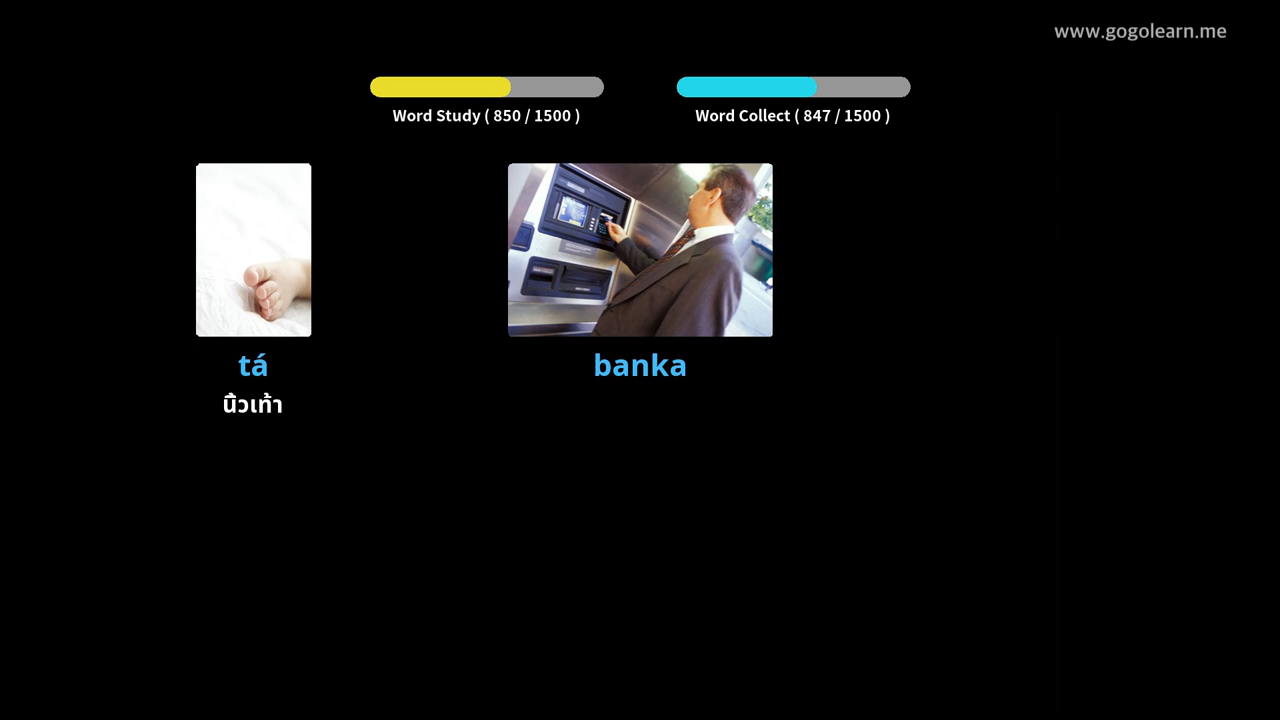 www.gogolearn.me
Word Study ( 850 / 1500 )
Word Collect ( 847 / 1500 )
tá
banka
นิ้วเท้า